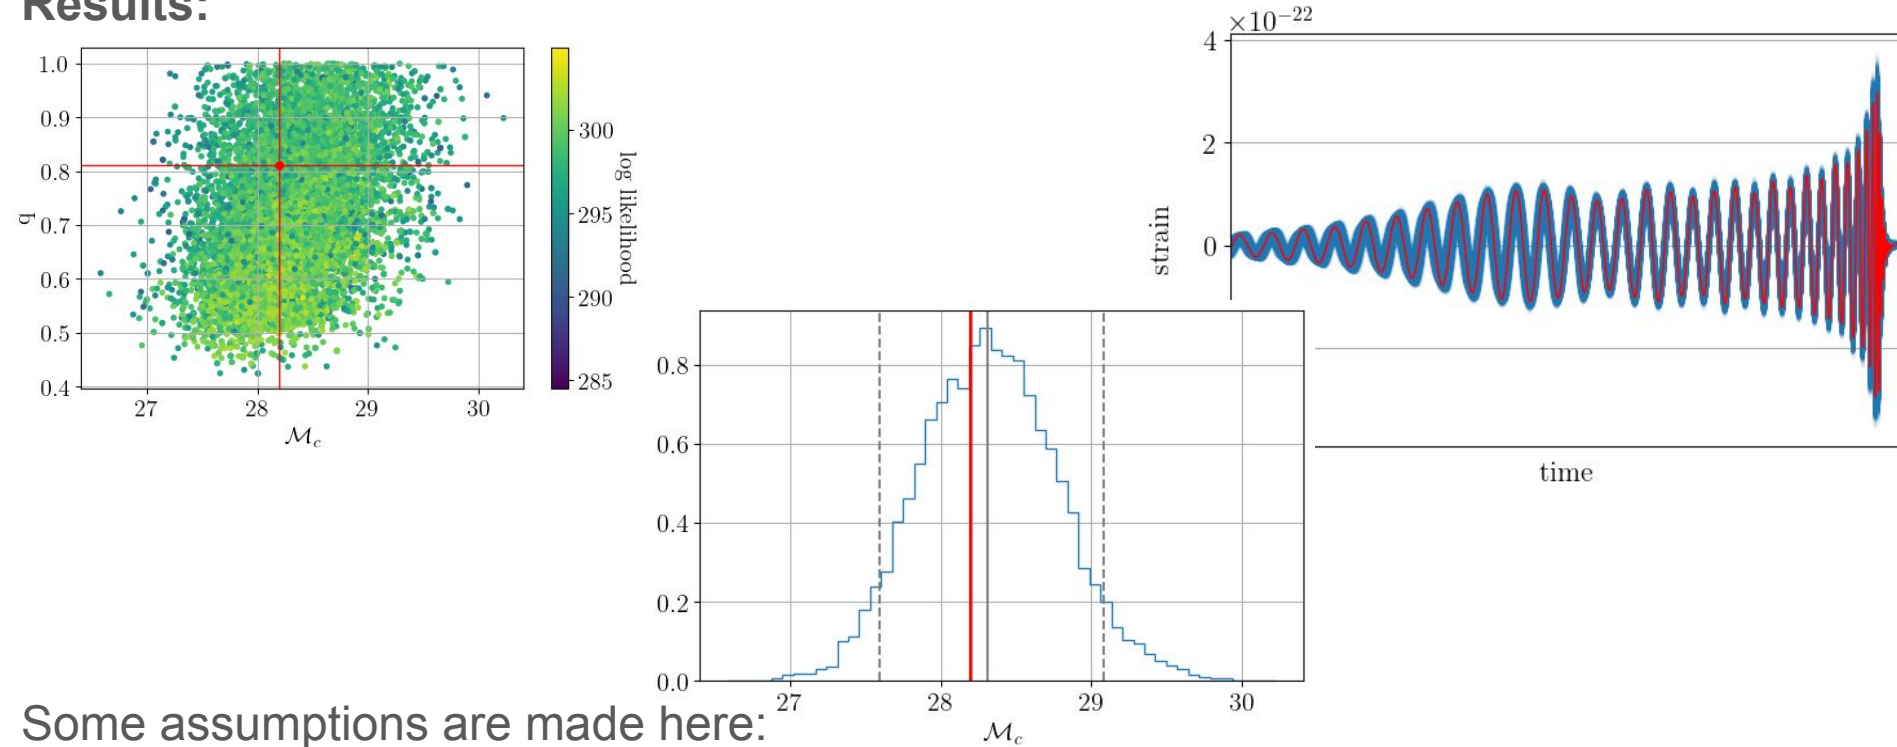 Results:
1.0
0.9
0.8
0.7
0.6
0.5
0.4
q
27 28 29 30
ℳc
300
295
290
285
log likelihood
×10⁻²²
4
2
0
strain
time
0.8
0.6
0.4
0.2
0.0
27 28 29 30
ℳc
Some assumptions are made here: